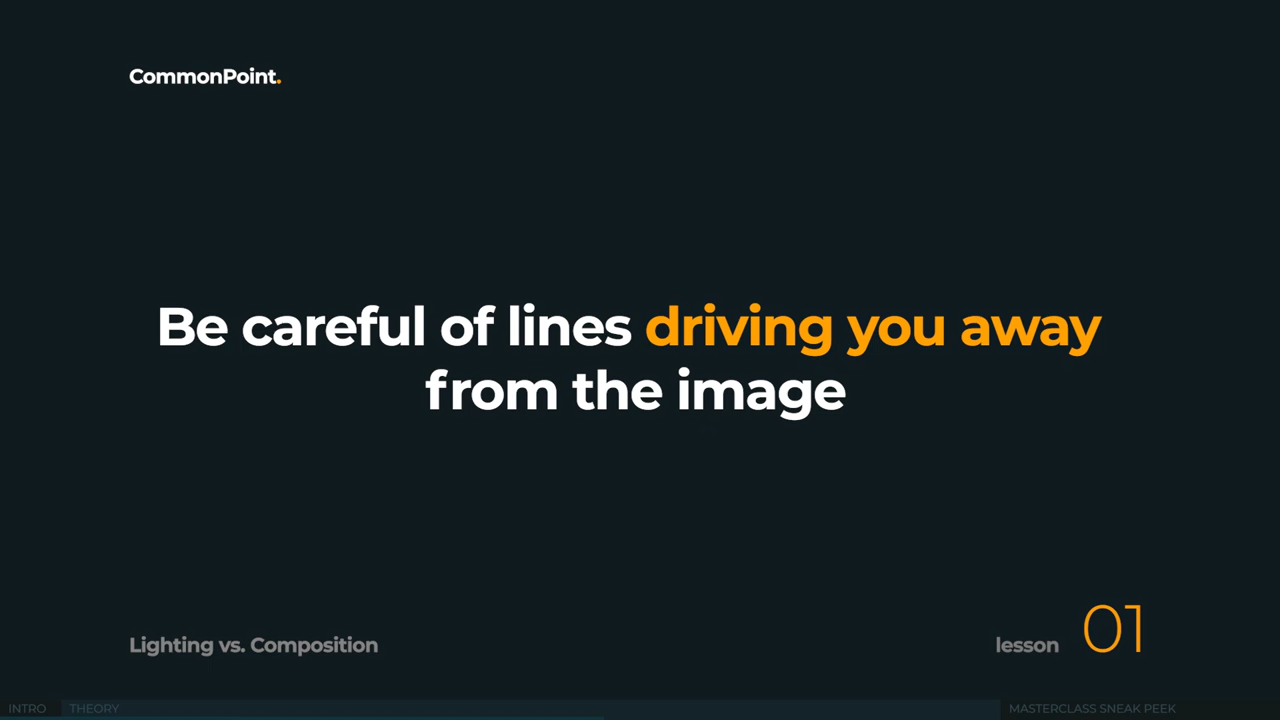 CommonPoint.
Be careful of lines driving you away
from the image
Lighting vs. Composition
lesson 01
INTRO THEORY MASTERCLASS SNEAK PEEK